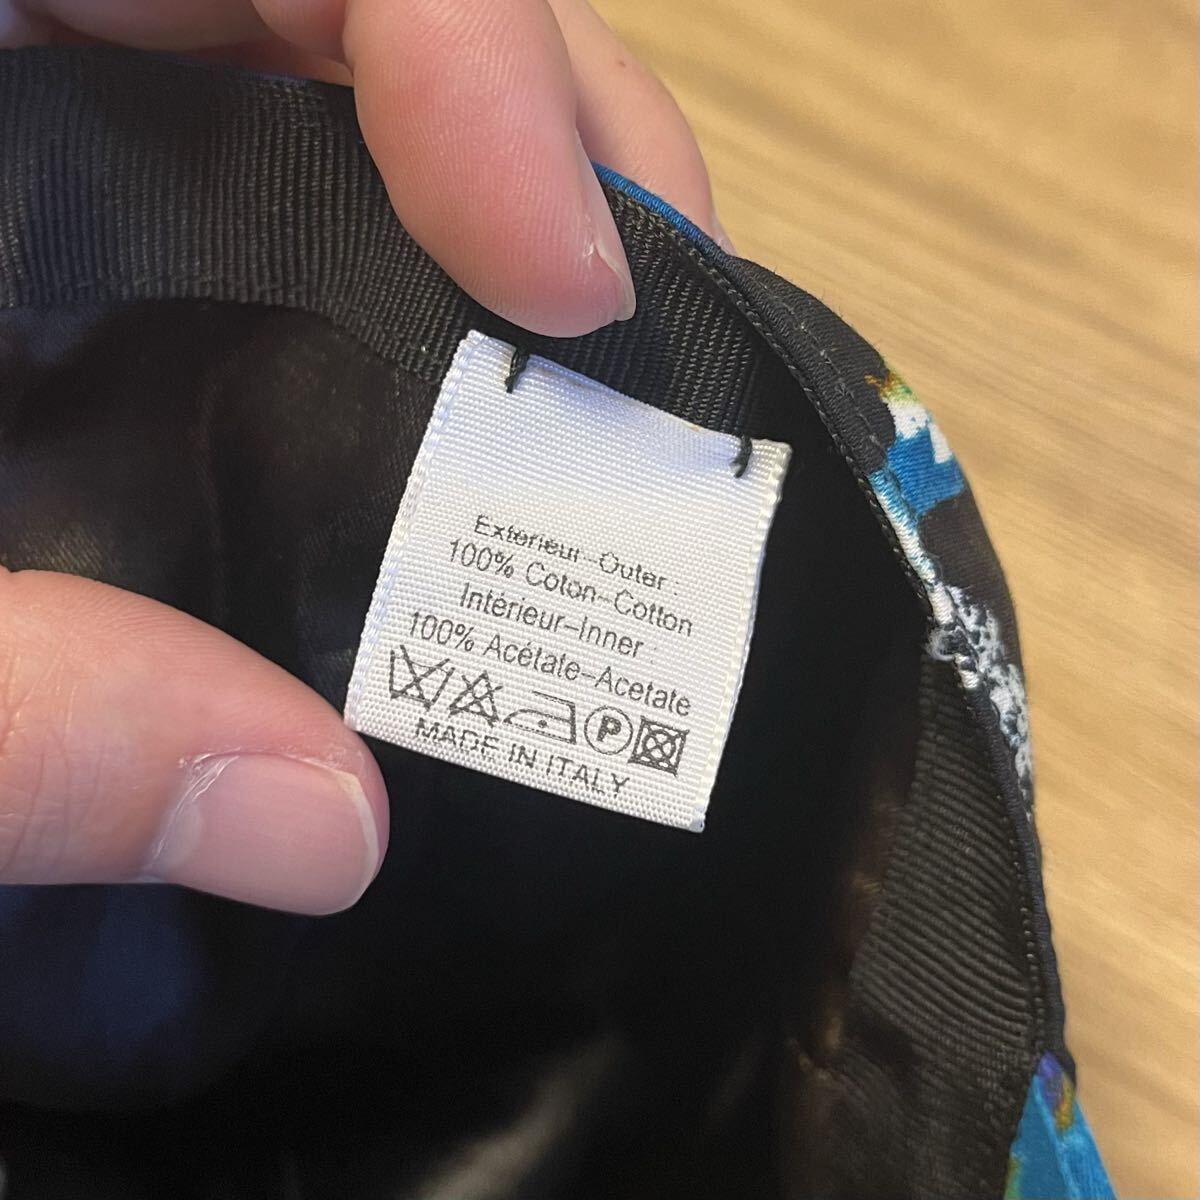 Extérieur-Outer :
100% Coton-Cotton
Intérieur-Inner :
100% Acétate-Acetate
P
MADE IN ITALY